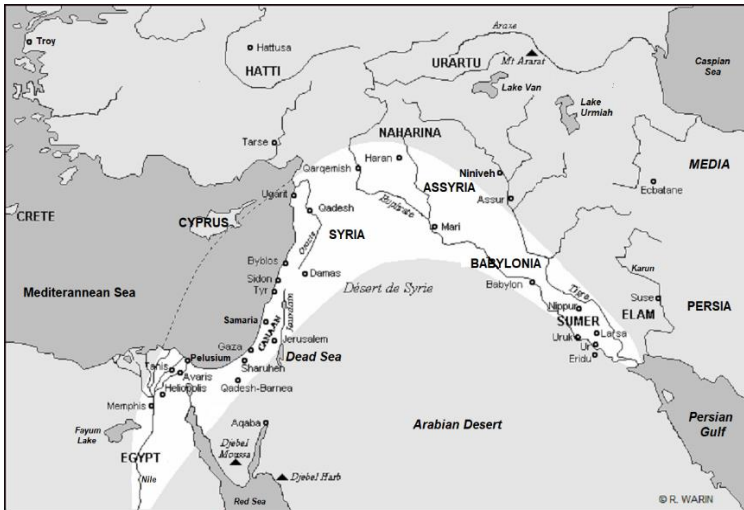 Troy
Hattusa
HATTI
URARTU
Araxe
Mt Ararat
Caspian
Sea
Lake Van
Lake
Urmiah
Tarse
NAHARINA
Haran
Qarqemish
Niniveh
ASSYRIA
Assur
MEDIA
Ecbatane
CRETE
CYPRUS
Ugarit
Qadesh
Oronte
SYRIA
Euphrate
Mari
Byblos
Sidon
Tyr
Damas
BABYLONIA
Babylon
Désert de Syrie
Mediterannean Sea
Samaria
CANAAN
Jourdain
Jerusalem
Dead Sea
Gaza
Sharuhen
Qadesh-Barnea
Tigre
Nippur
SUMER
Uruk
Larsa
Ur
Eridu
Karun
Suse
ELAM
PERSIA
Pelusium
Tanis
Avaris
Heliopolis
Memphis
Fayum
Lake
EGYPT
Nile
Aqaba
Djebel
Moussa
Djebel Harb
Red Sea
Arabian Desert
Persian
Gulf
© R. WARIN